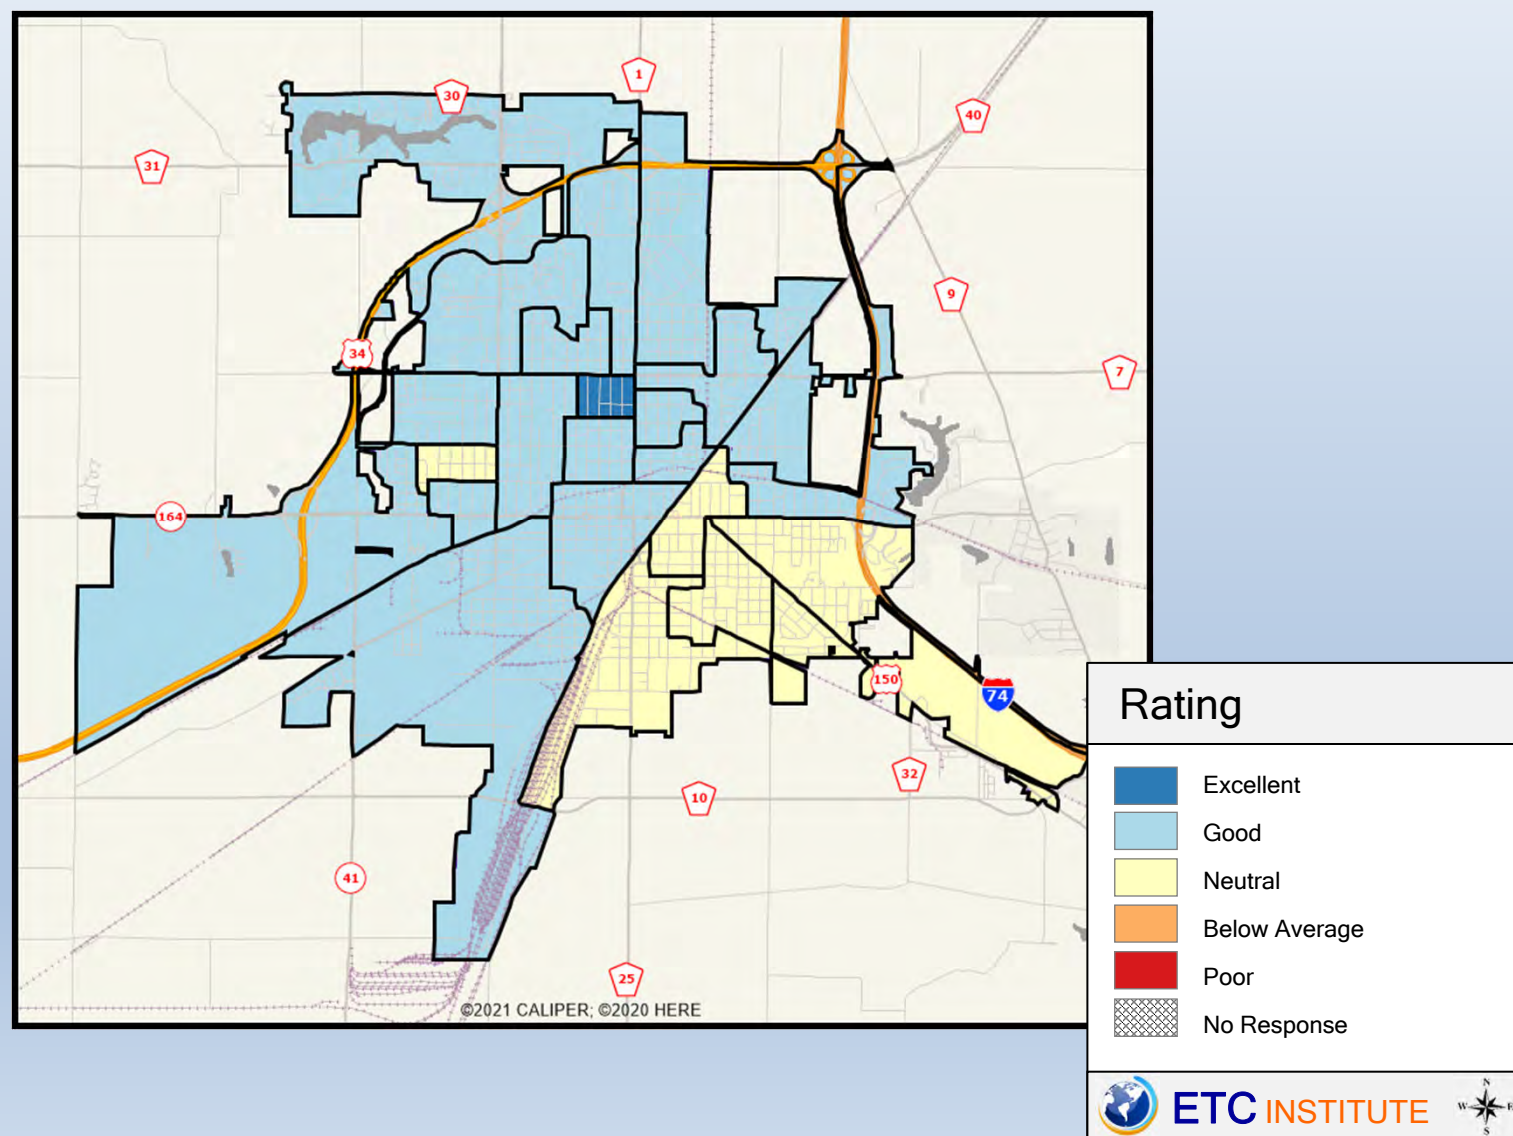 1
30
40
31
9
34
7
164
150
74
32
10
41
25
©2021 CALIPER; ©2020 HERE
Rating
Excellent
Good
Neutral
Below Average
Poor
No Response
ETC INSTITUTE
N
W E
S